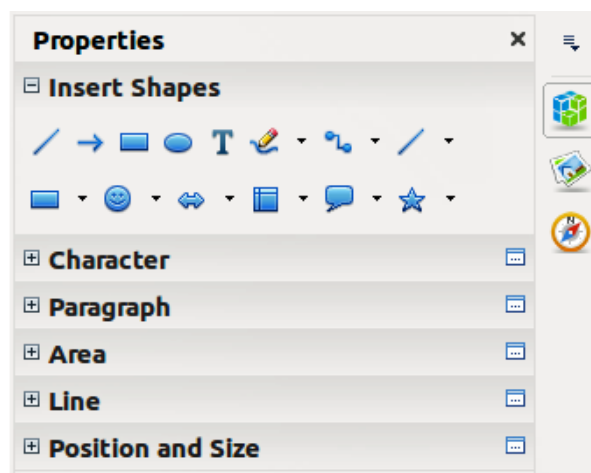 Properties
Insert Shapes
Character
Paragraph
Area
Line
Position and Size